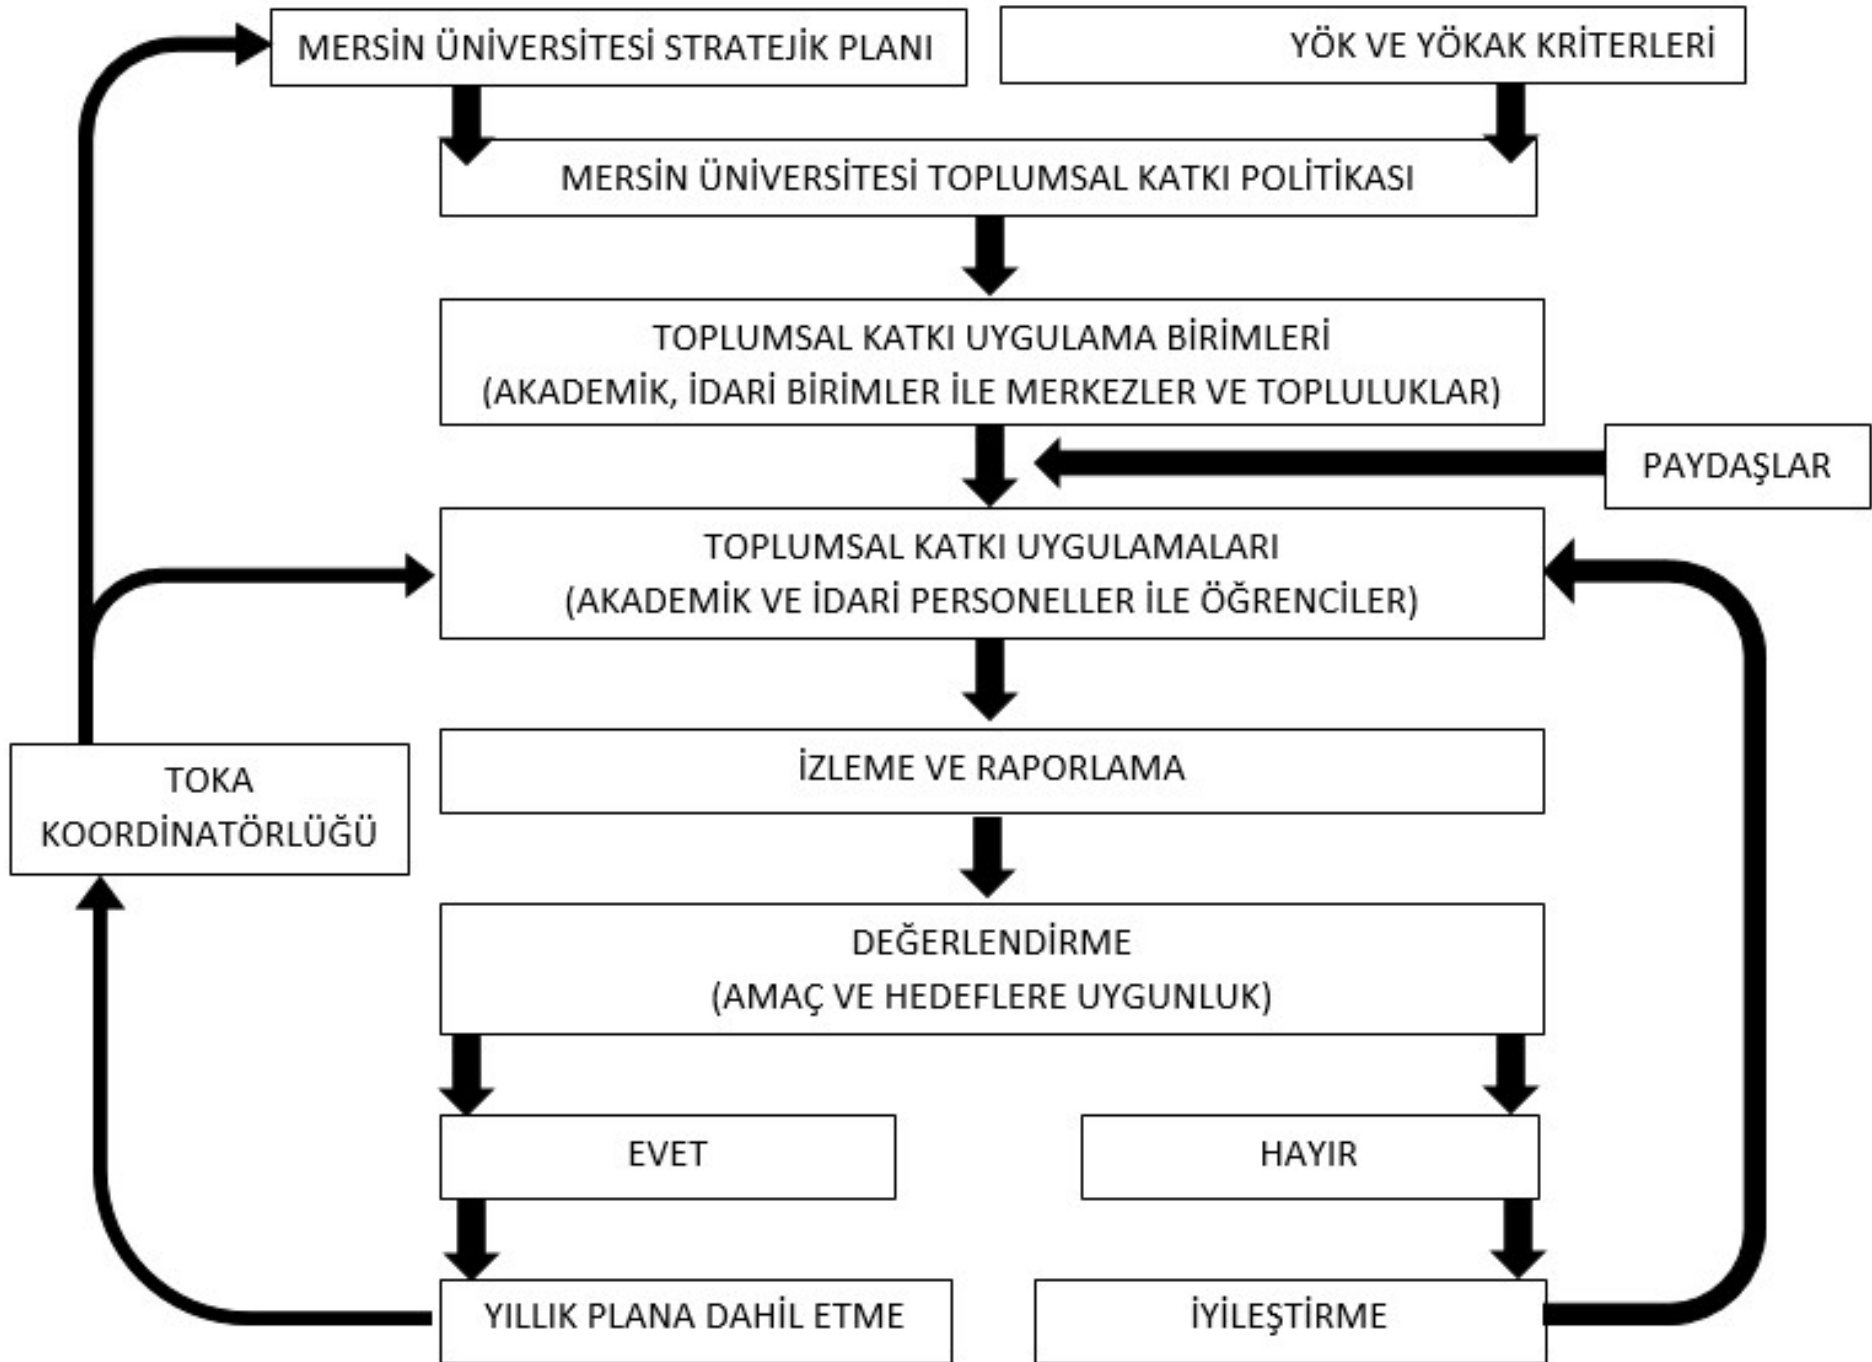 MERSİN ÜNİVERSİTESİ STRATEJİK PLANI
YÖK VE YÖKAK KRİTERLERİ
MERSİN ÜNİVERSİTESİ TOPLUMSAL KATKI POLİTİKASI
TOPLUMSAL KATKI UYGULAMA BİRİMLERİ
(AKADEMİK, İDARİ BİRİMLER İLE MERKEZLER VE TOPLULUKLAR)
PAYDAŞLAR
TOPLUMSAL KATKI UYGULAMALARI
(AKADEMİK VE İDARİ PERSONELLER İLE ÖĞRENCİLER)
İZLEME VE RAPORLAMA
TOKA
KOORDİNATÖRLÜĞÜ
DEĞERLENDİRME
(AMAÇ VE HEDEFLERE UYGUNLUK)
EVET
HAYIR
YILLIK PLANA DAHİL ETME
İYİLEŞTİRME